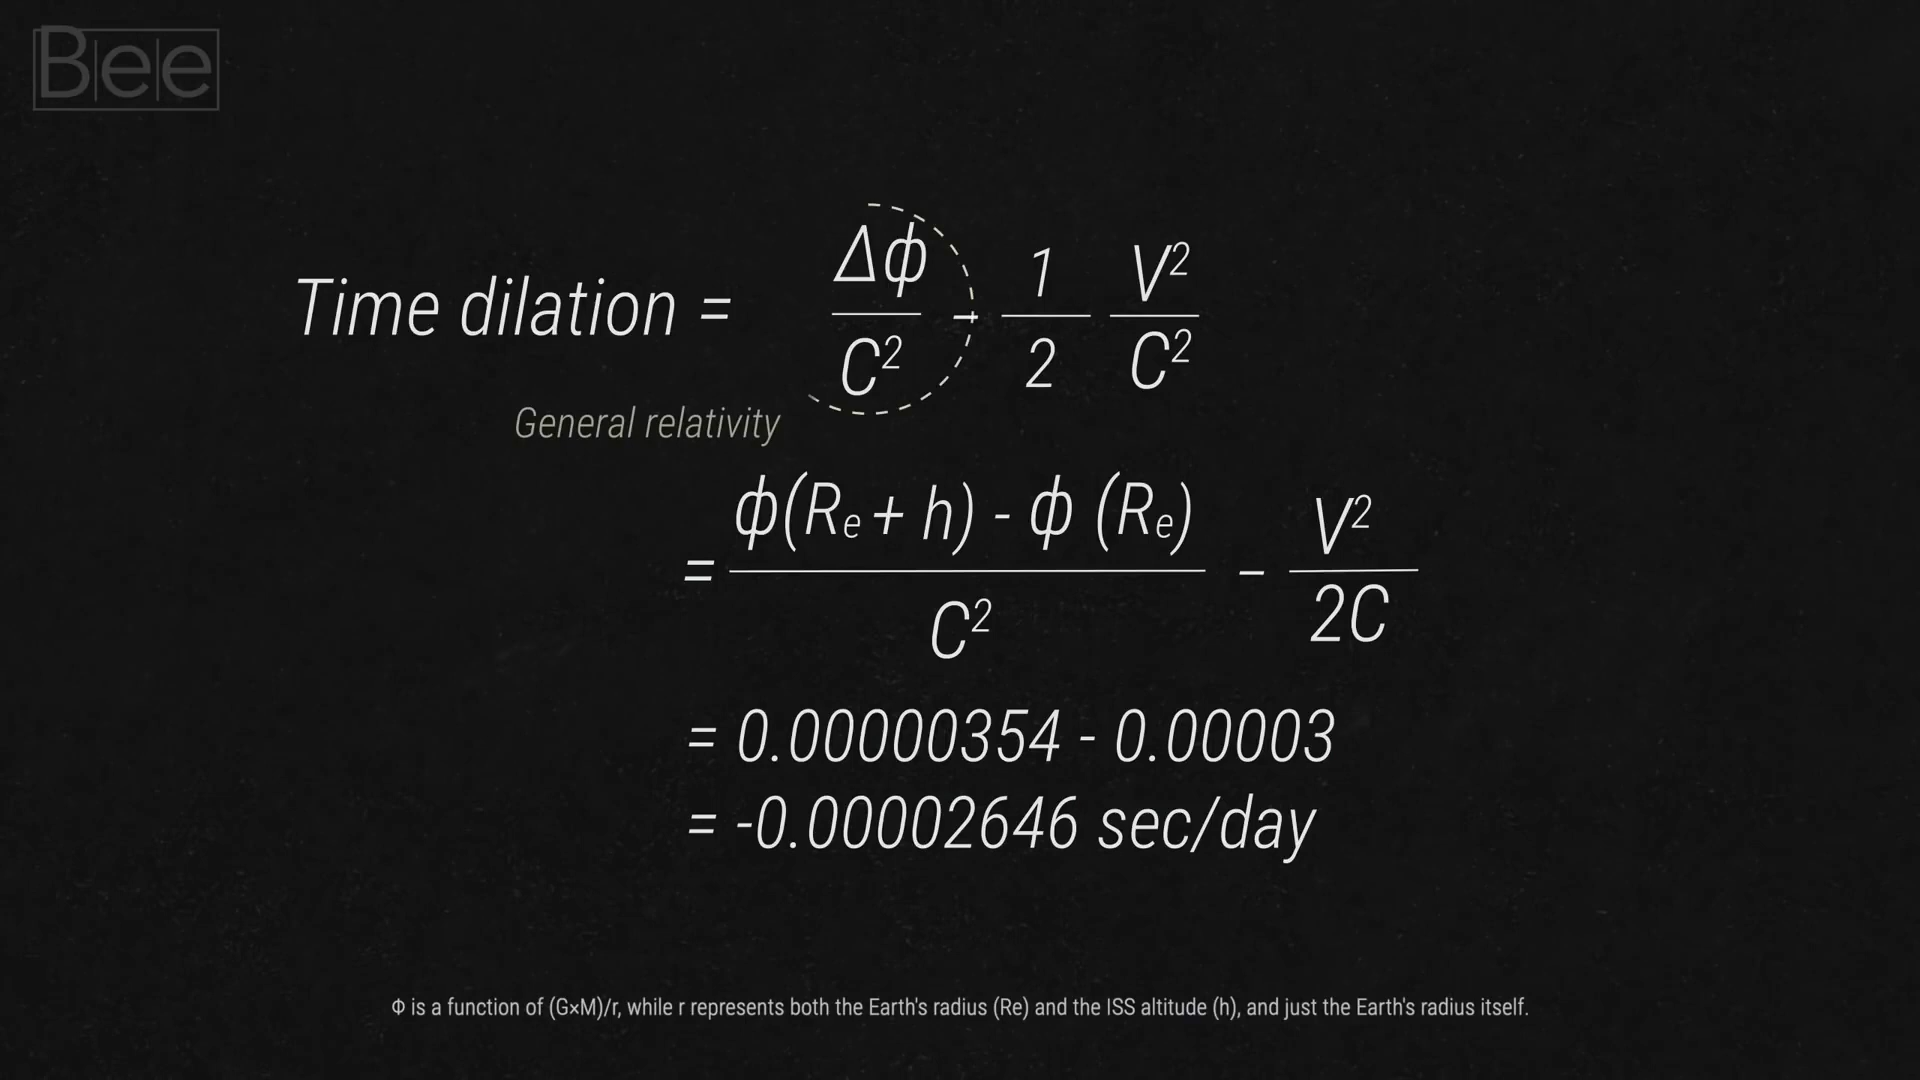 Bee
Time dilation = Δϕ/C² - 1/2 V²/C²
General relativity
= ϕ(Re + h) - ϕ (Re)/C² – V²/2C
= 0.00000354 - 0.00003
= -0.00002646 sec/day
Φ is a function of (G×M)/r, while r represents both the Earth's radius (Re) and the ISS altitude (h), and just the Earth's radius itself.